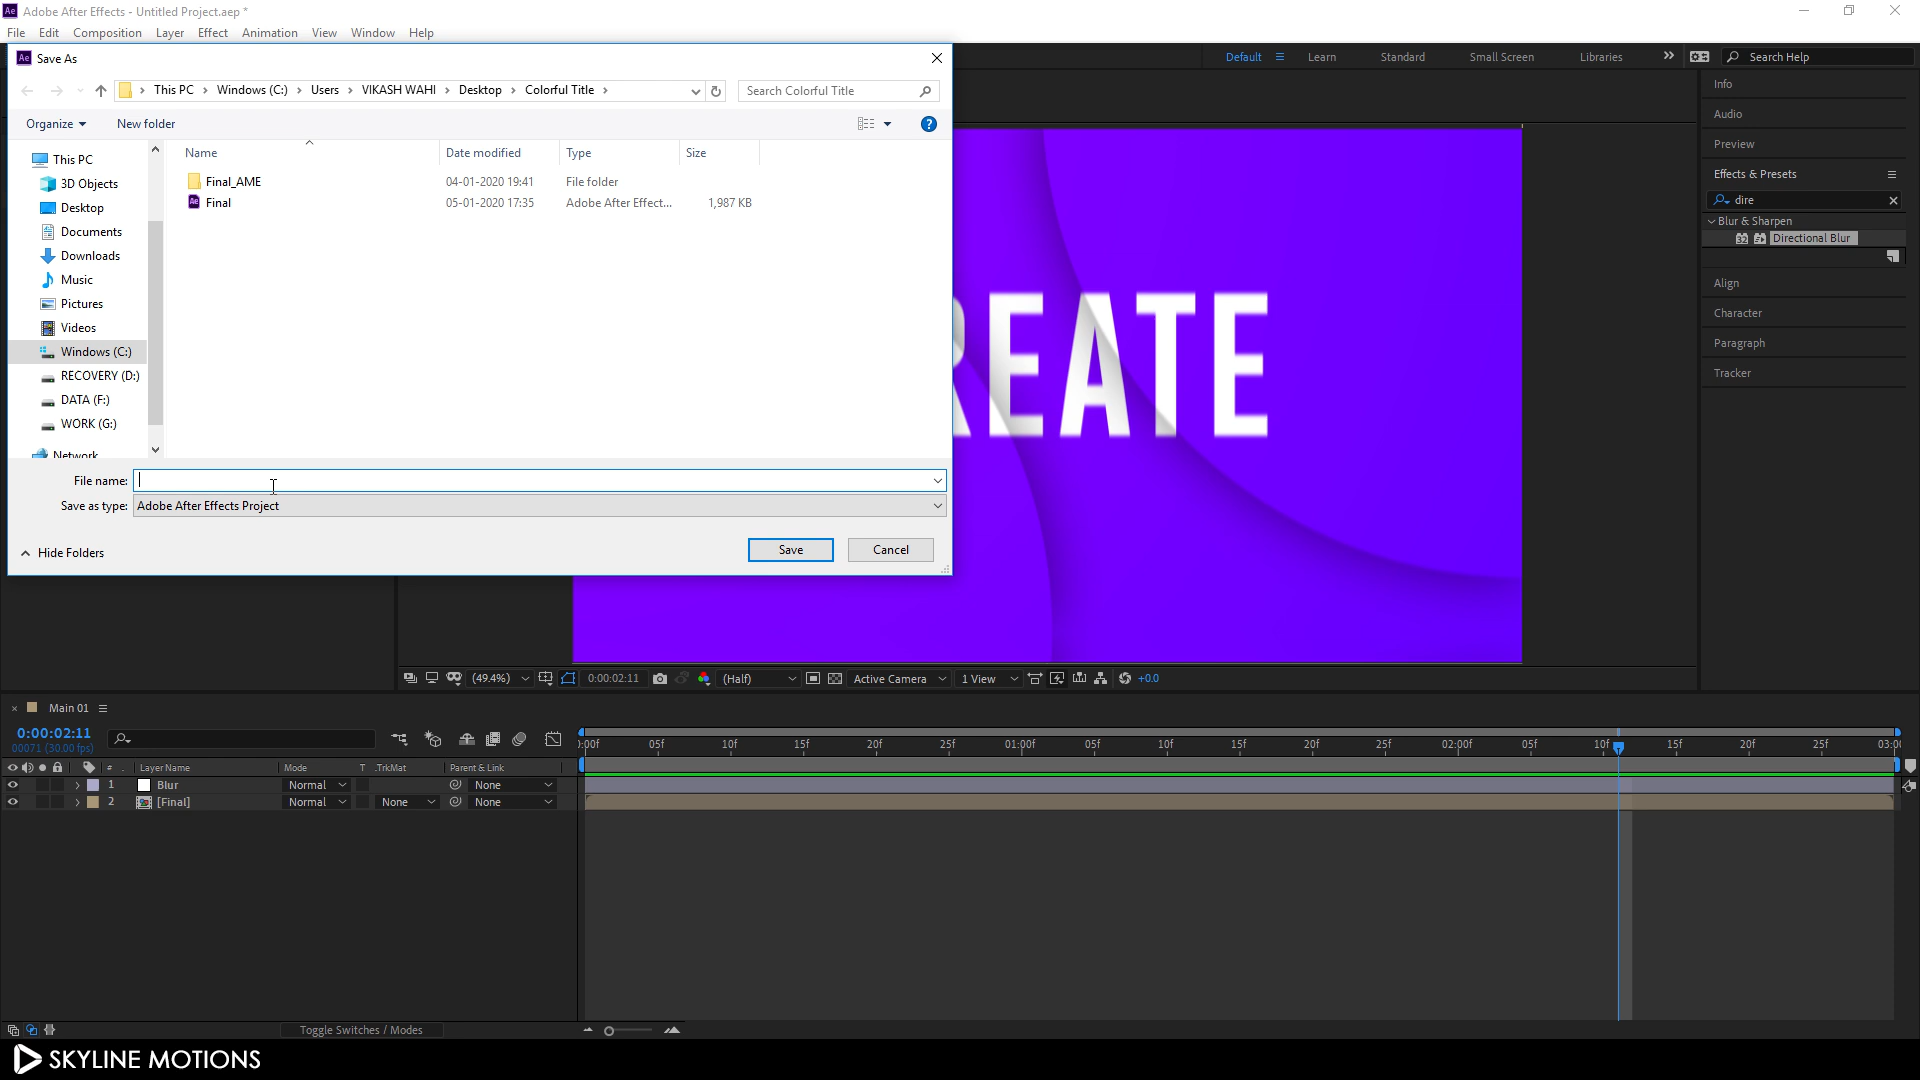 Ae Adobe After Effects - Untitled Project.aep *
File Edit Composition Layer Effect Animation View Window Help
Ae Save As
Default Learn Standard Small Screen Libraries Search Help
This PC Windows (C:) Users VIKASH WAHI Desktop Colorful Title Search Colorful Title
Organize New folder
Name Date modified Type Size
Final_AME 04-01-2020 19:41 File folder
Final 05-01-2020 17:35 Adobe After Effect... 1,987 KB
This PC
3D Objects
Desktop
Documents
Downloads
Music
Pictures
Videos
Windows (C:)
RECOVERY (D:)
DATA (F:)
WORK (G:)
Network
File name:
Save as type: Adobe After Effects Project
Hide Folders Save Cancel
REATE
Info
Audio
Preview
Effects & Presets
dire
Blur & Sharpen
32 Directional Blur
Align
Character
Paragraph
Tracker
(49.4%) 0:00:02:11 (Half) Active Camera 1 View +0.0
Main 01
0:00:02:11
00071 (30.00 fps)
):00f 05f 10f 15f 20f 25f 01:00f 05f 10f 15f 20f 25f 02:00f 05f 10f 15f 20f 25f 03:0
# . Layer Name Mode T .TrkMat Parent & Link
1 Blur Normal None
2 [Final] Normal None None
Toggle Switches / Modes
SKYLINE MOTIONS